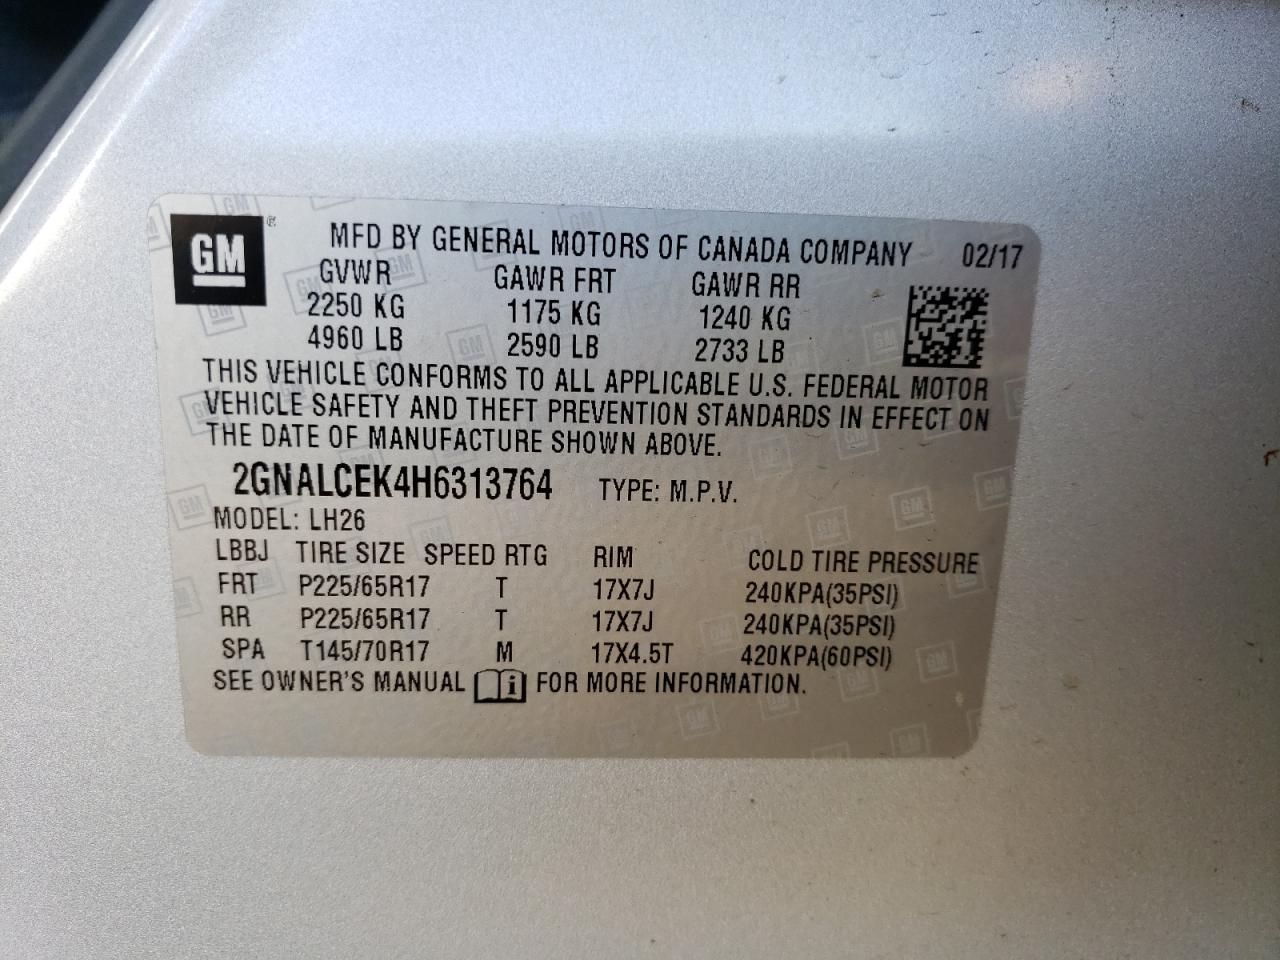 GM® MFD BY GENERAL MOTORS OF CANADA COMPANY 02/17
GVWR GAWR FRT GAWR RR
2250 KG 1175 KG 1240 KG
4960 LB 2590 LB 2733 LB
THIS VEHICLE CONFORMS TO ALL APPLICABLE U.S. FEDERAL MOTOR
VEHICLE SAFETY AND THEFT PREVENTION STANDARDS IN EFFECT ON
THE DATE OF MANUFACTURE SHOWN ABOVE.
2GNALCEK4H6313764 TYPE: M.P.V.
MODEL: LH26
LBBJ TIRE SIZE SPEED RTG RIM COLD TIRE PRESSURE
FRT P225/65R17 T 17X7J 240KPA(35PSI)
RR P225/65R17 T 17X7J 240KPA(35PSI)
SPA T145/70R17 M 17X4.5T 420KPA(60PSI)
SEE OWNER'S MANUAL i FOR MORE INFORMATION.